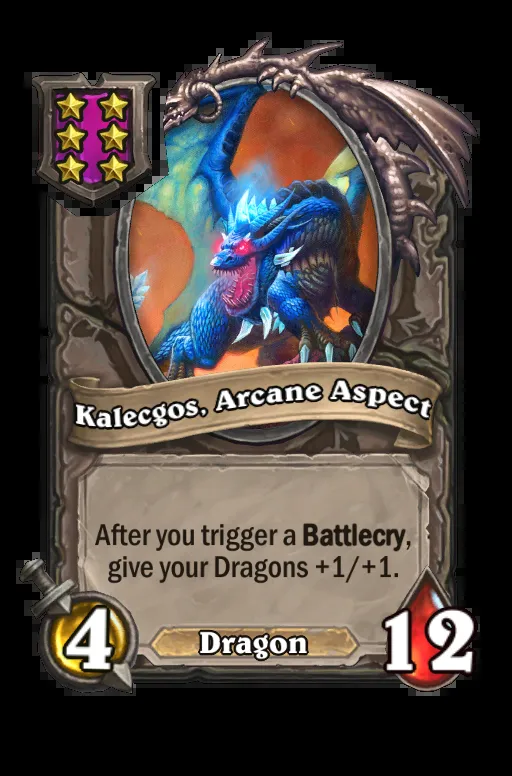 Kalecgos, Arcane Aspect
After you trigger a Battlecry,
give your Dragons +1/+1.
4
Dragon
12